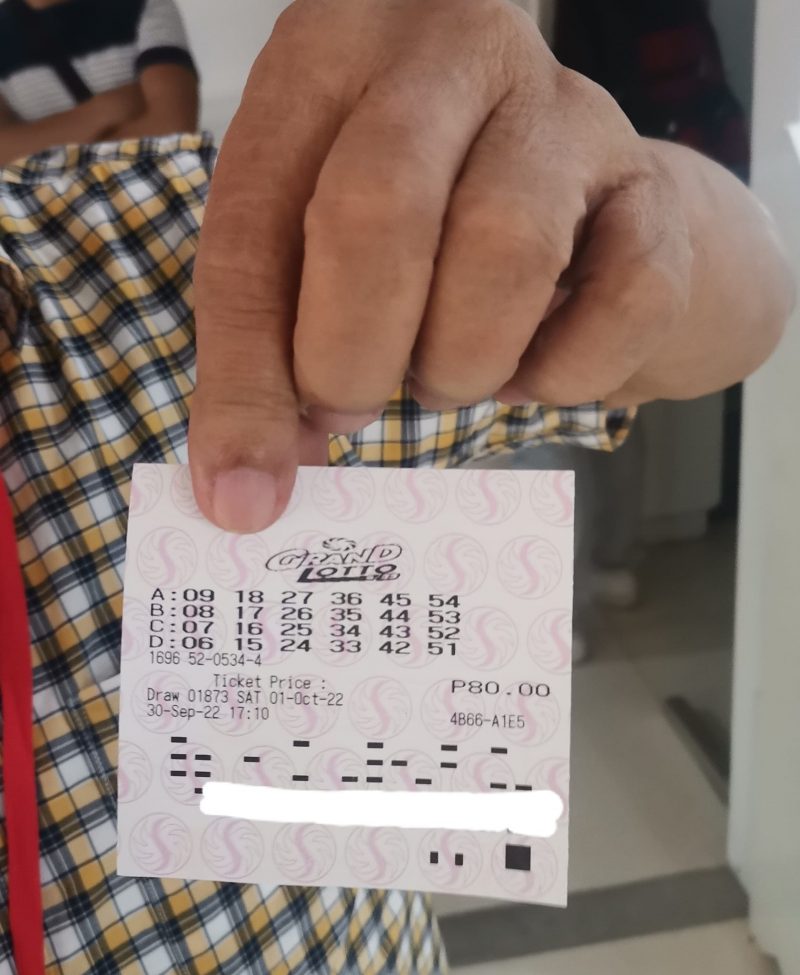 GRAND
LOTTO
A:09 18 27 36 45 54
B:08 17 26 35 44 53
C:07 16 25 34 43 52
D:06 15 24 33 42 51
1696 52-0534-4
Ticket Price :
P80.00
Draw 01873 SAT 01-Oct-22
30-Sep-22 17:10
4B66-A1E5